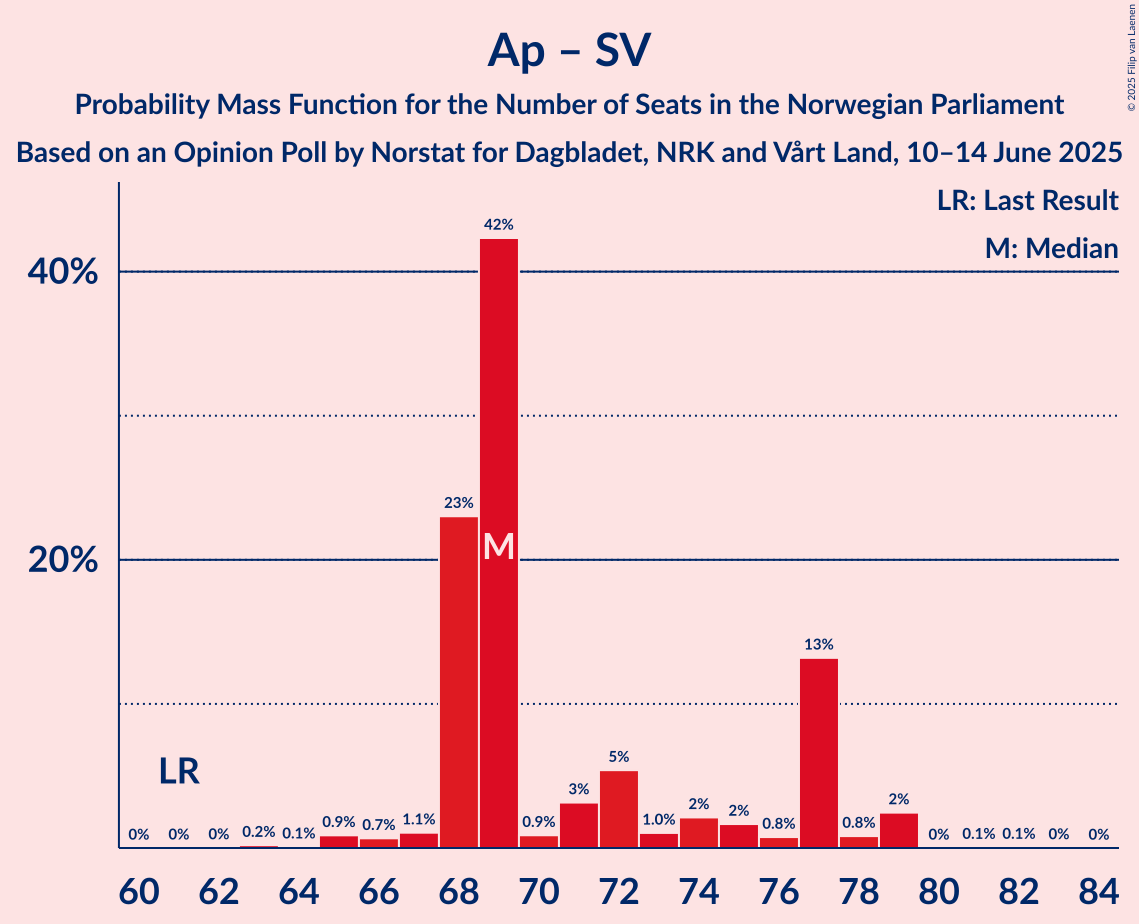 Ap – SV
Probability Mass Function for the Number of Seats in the Norwegian Parliament
Based on an Opinion Poll by Norstat for Dagbladet, NRK and Vårt Land, 10–14 June 2025
© 2025 Filip van Laenen
LR: Last Result
M: Median
40%
20%
LR
M
0% 0% 0% 0.2% 0.1% 0.9% 0.7% 1.1% 23% 42% 0.9% 3% 5% 1.0% 2% 2% 0.8% 13% 0.8% 2% 0% 0.1% 0.1% 0% 0%
60 62 64 66 68 70 72 74 76 78 80 82 84